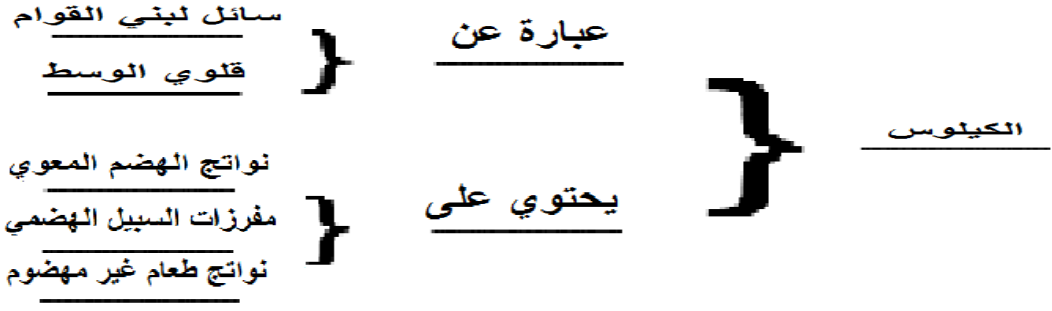 الكيلوس
عبارة عن
سائل لبني القوام
قلوي الوسط
يحتوي على
نواتج الهضم المعوي
مفرزات السبيل الهضمي
نواتج طعام غير مهضوم